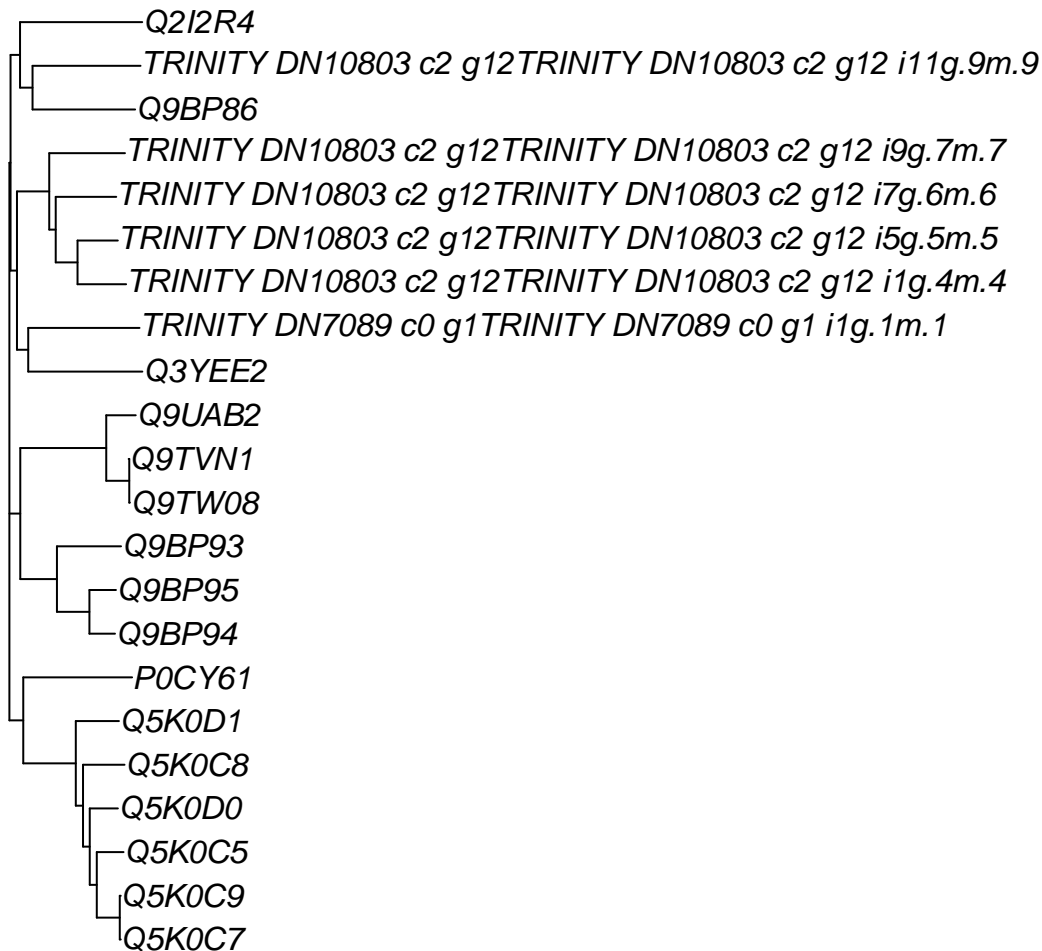 Q2I2R4
TRINITY DN10803 c2 g12TRINITY DN10803 c2 g12 i11g.9m.9
Q9BP86
TRINITY DN10803 c2 g12TRINITY DN10803 c2 g12 i9g.7m.7
TRINITY DN10803 c2 g12TRINITY DN10803 c2 g12 i7g.6m.6
TRINITY DN10803 c2 g12TRINITY DN10803 c2 g12 i5g.5m.5
TRINITY DN10803 c2 g12TRINITY DN10803 c2 g12 i1g.4m.4
TRINITY DN7089 c0 g1TRINITY DN7089 c0 g1 i1g.1m.1
Q3YEE2
Q9UAB2
Q9TVN1
Q9TW08
Q9BP93
Q9BP95
Q9BP94
P0CY61
Q5K0D1
Q5K0C8
Q5K0D0
Q5K0C5
Q5K0C9
Q5K0C7